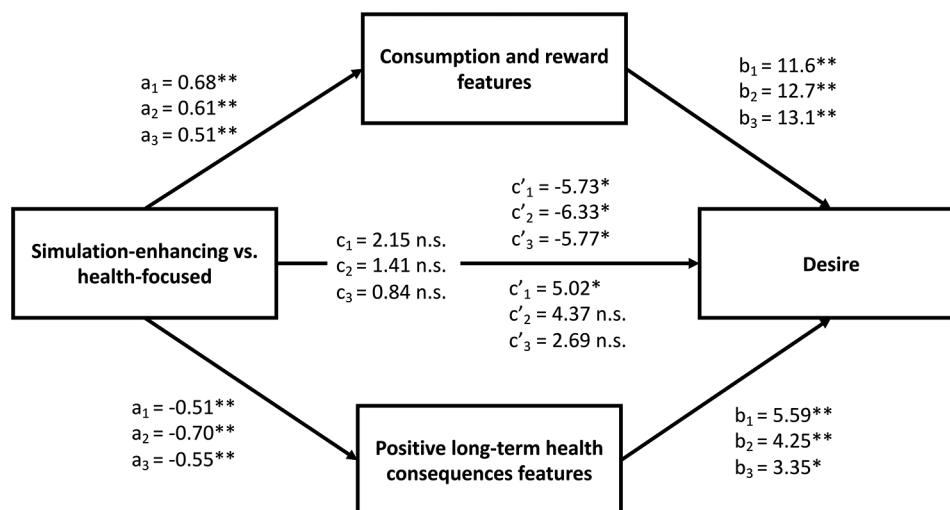 Consumption and reward
features
a₁ = 0.68**
a₂ = 0.61**
a₃ = 0.51**
b₁ = 11.6**
b₂ = 12.7**
b₃ = 13.1**
Simulation-enhancing vs.
health-focused
c₁ = 2.15 n.s.
c₂ = 1.41 n.s.
c₃ = 0.84 n.s.
c'₁ = -5.73*
c'₂ = -6.33*
c'₃ = -5.77*
c'₁ = 5.02*
c'₂ = 4.37 n.s.
c'₃ = 2.69 n.s.
Desire
a₁ = -0.51**
a₂ = -0.70**
a₃ = -0.55**
Positive long-term health
consequences features
b₁ = 5.59**
b₂ = 4.25**
b₃ = 3.35*